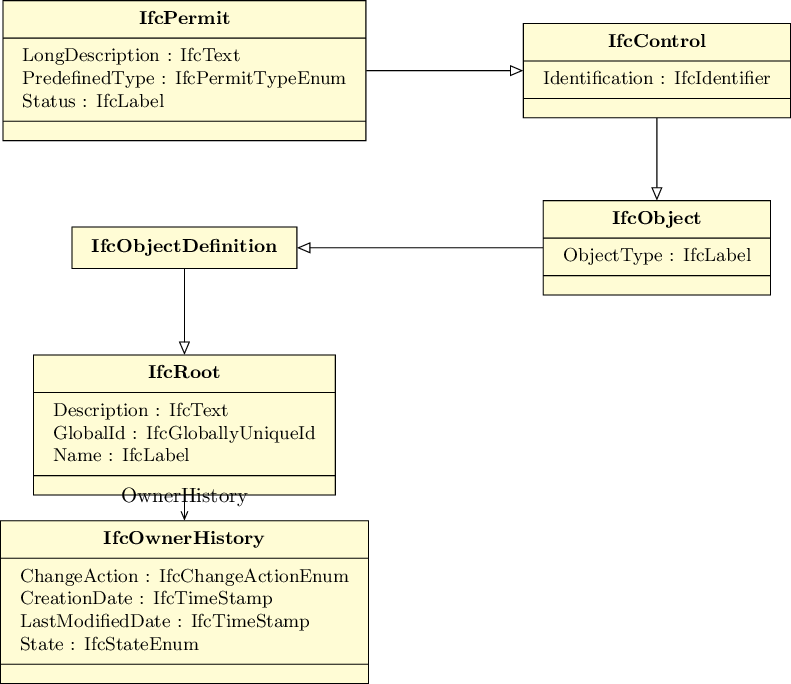 IfcPermit
LongDescription : IfcText
PredefinedType : IfcPermitTypeEnum
Status : IfcLabel
IfcControl
Identification : IfcIdentifier
IfcObject
ObjectType : IfcLabel
IfcObjectDefinition
IfcRoot
Description : IfcText
GlobalId : IfcGloballyUniqueId
Name : IfcLabel
OwnerHistory
IfcOwnerHistory
ChangeAction : IfcChangeActionEnum
CreationDate : IfcTimeStamp
LastModifiedDate : IfcTimeStamp
State : IfcStateEnum